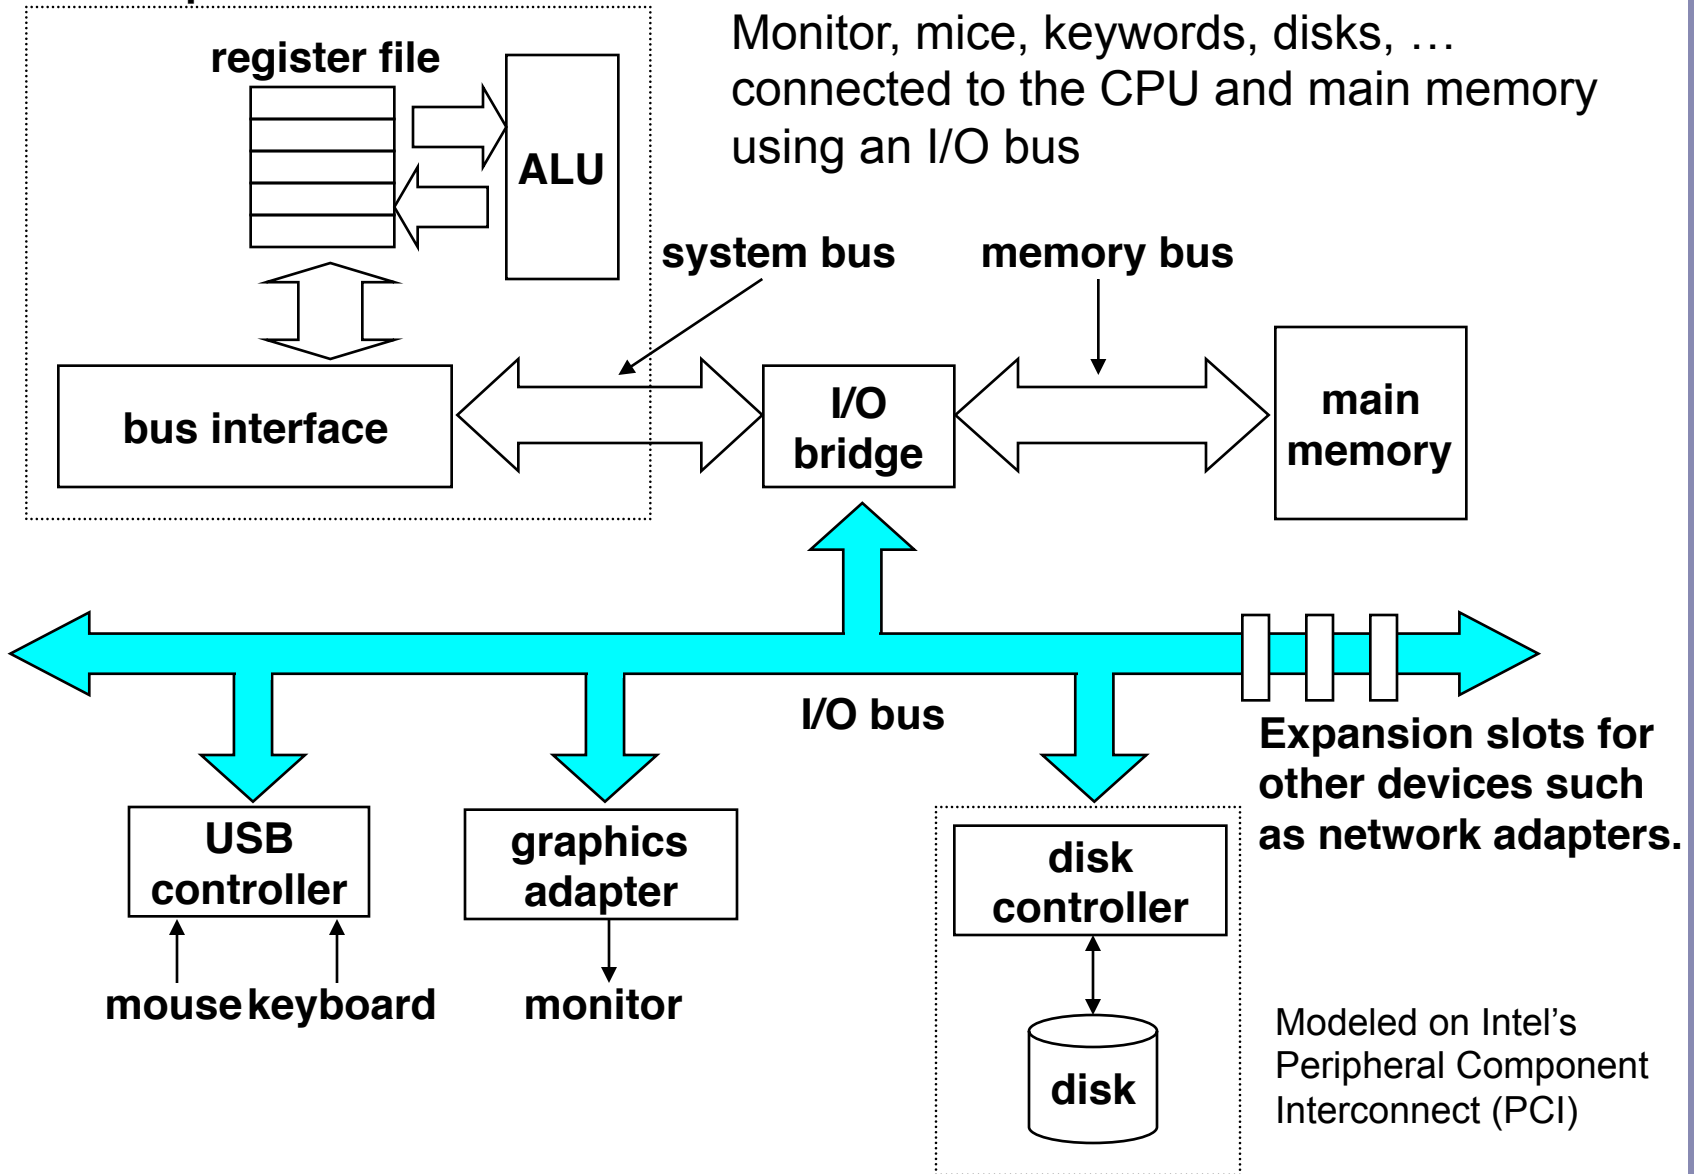 register file
ALU
Monitor, mice, keywords, disks, …
connected to the CPU and main memory
using an I/O bus
system bus
memory bus
bus interface
I/O
bridge
main
memory
I/O bus
Expansion slots for
other devices such
as network adapters.
USB
controller
graphics
adapter
disk
controller
mouse keyboard
monitor
disk
Modeled on Intel’s
Peripheral Component
Interconnect (PCI)